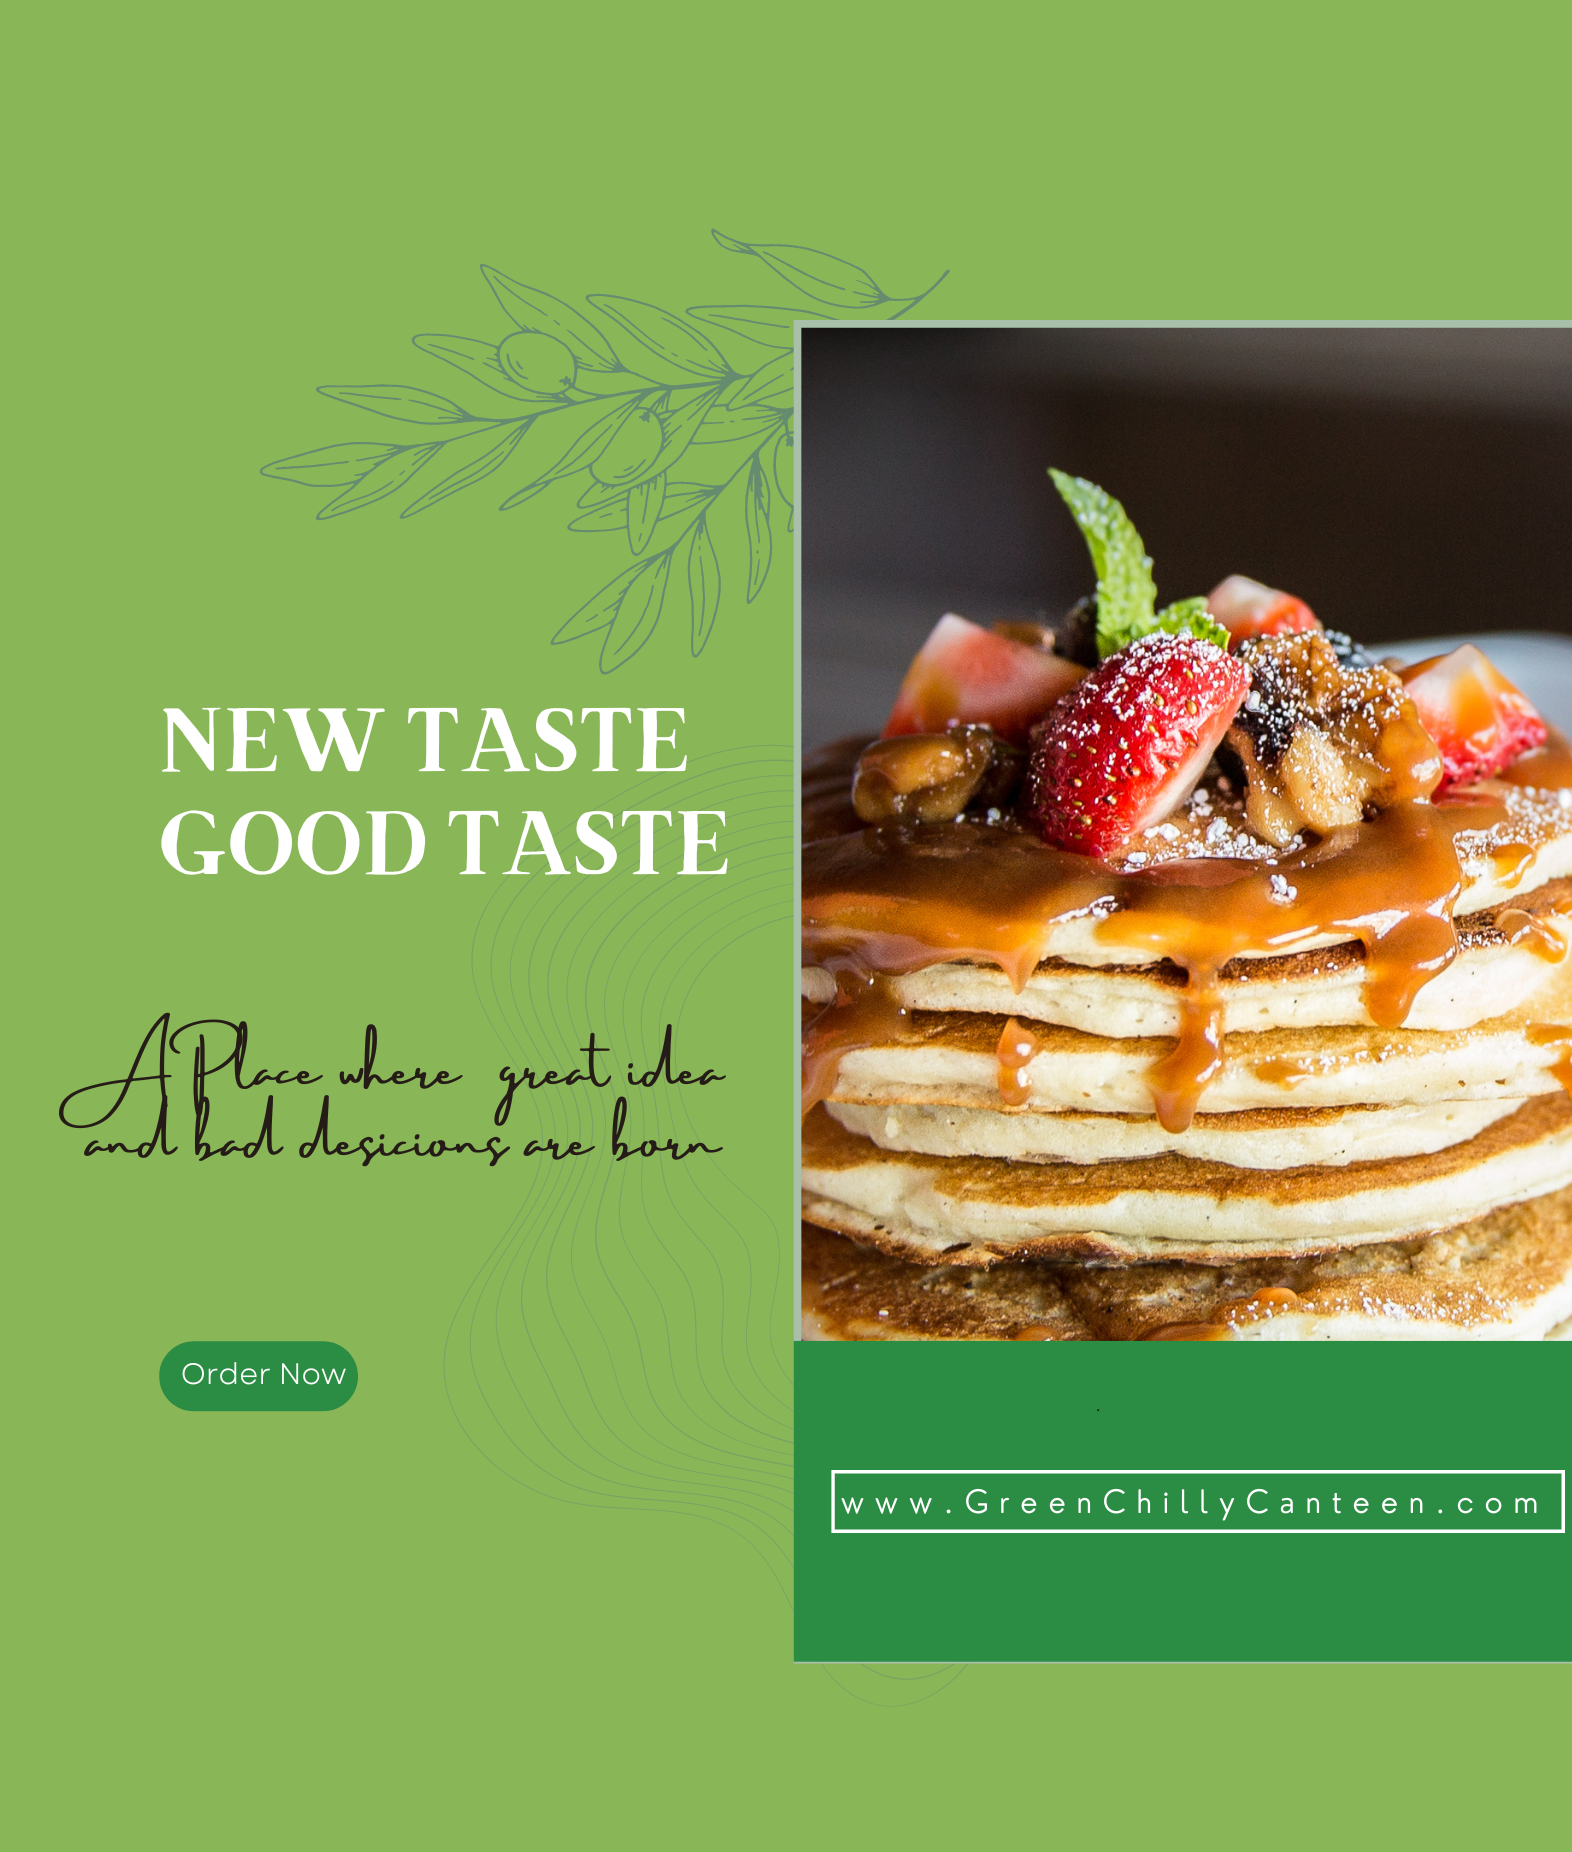 NEW TASTE
GOOD TASTE
A Place where great idea
and bad desicions are born
Order Now
www.GreenChillyCanteen.com